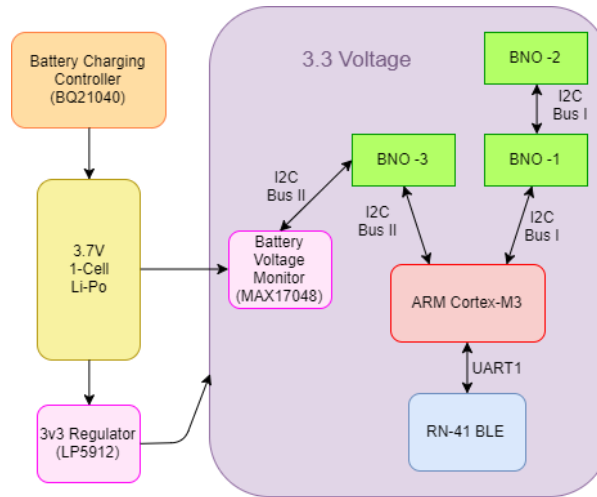 Battery Charging
Controller
(BQ21040)
3.3 Voltage
BNO -2
I2C
Bus I
BNO -3
BNO -1
I2C
Bus II
I2C
Bus II
I2C
Bus I
3.7V
1-Cell
Li-Po
Battery
Voltage
Monitor
(MAX17048)
ARM Cortex-M3
UART1
3v3 Regulator
(LP5912)
RN-41 BLE